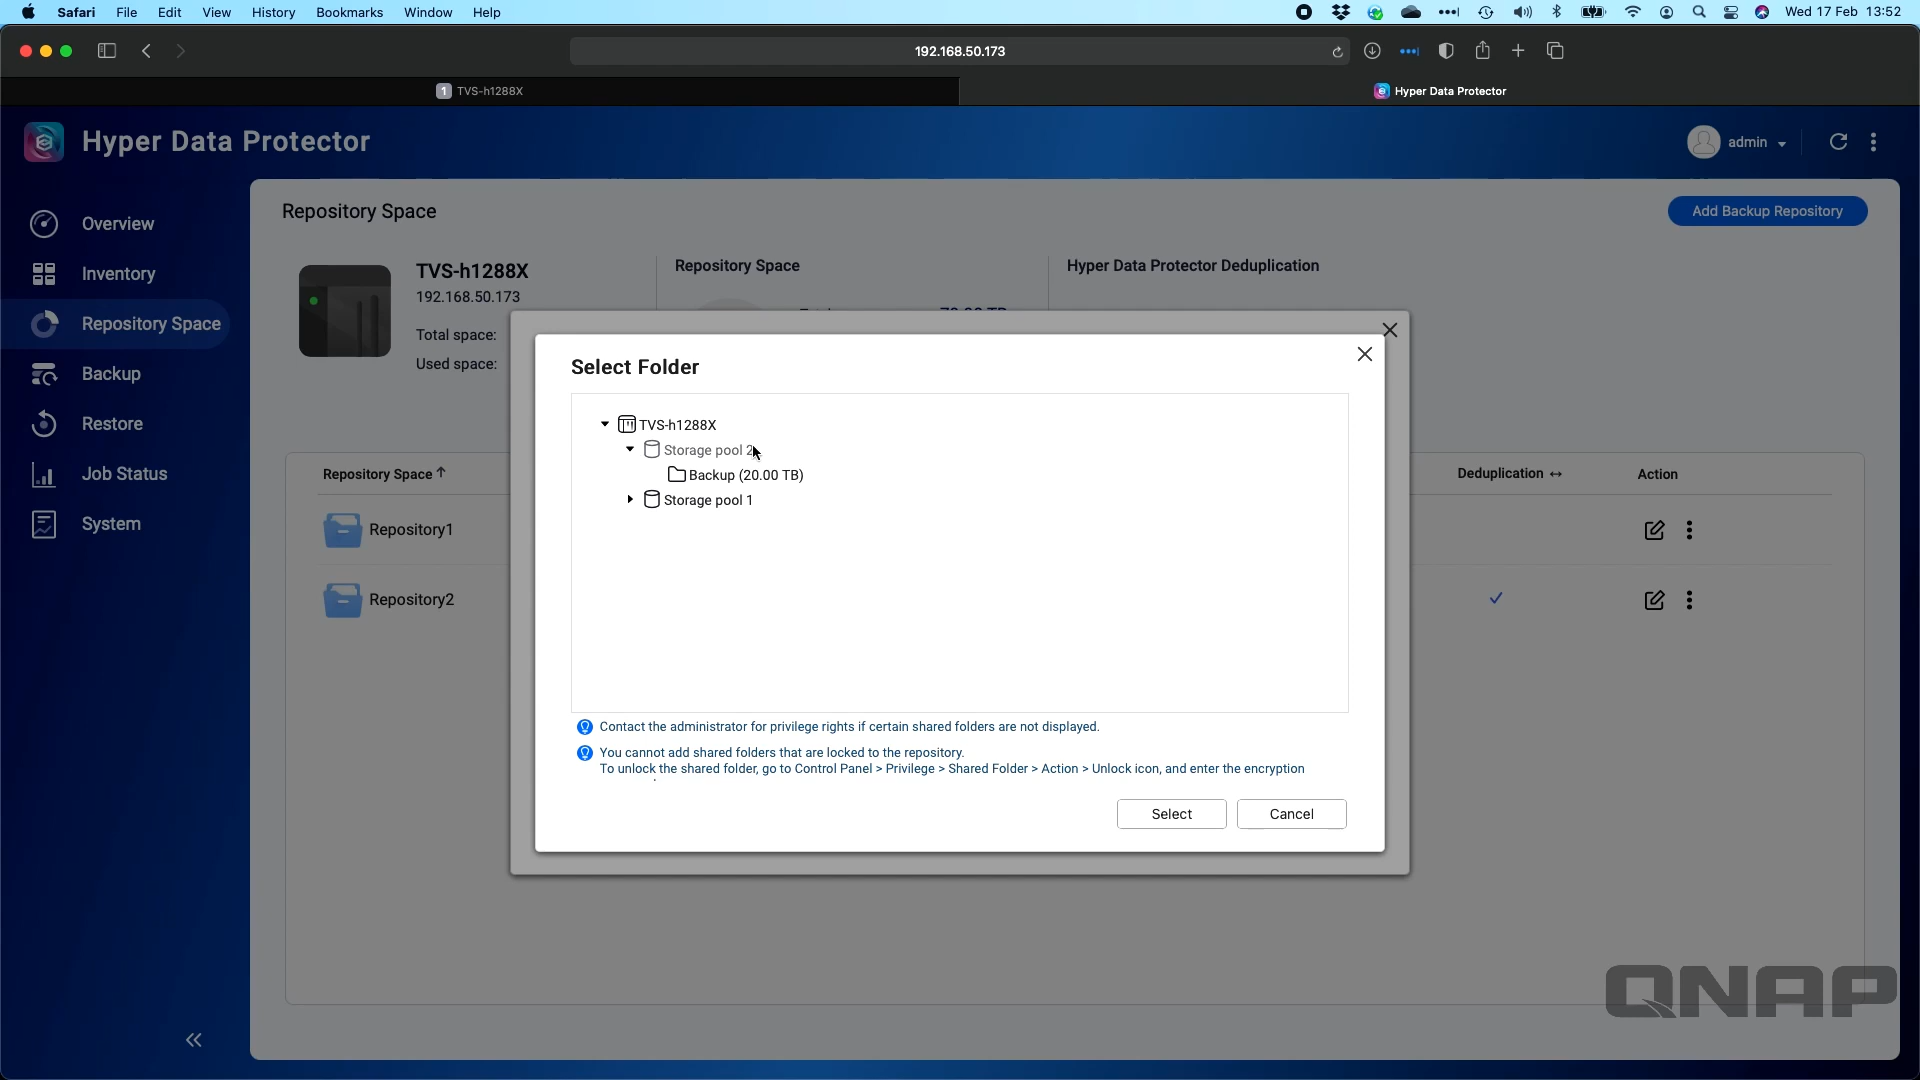 Safari File Edit View History Bookmarks Window Help Wed 17 Feb 13:52
192.168.50.173
1 TVS-h1288X Hyper Data Protector
Hyper Data Protector admin
Overview
Inventory
Repository Space
Backup
Restore
Job Status
System
Repository Space Add Backup Repository
TVS-h1288X
192.168.50.173
Total space:
Used space:
Repository Space
Hyper Data Protector Deduplication
Select Folder
TVS-h1288X
Storage pool 2
Backup (20.00 TB)
Storage pool 1
Contact the administrator for privilege rights if certain shared folders are not displayed.
You cannot add shared folders that are locked to the repository.
To unlock the shared folder, go to Control Panel > Privilege > Shared Folder > Action > Unlock icon, and enter the encryption
Select Cancel
Repository Space ↑ Deduplication ↔ Action
Repository1
Repository2
QNAP